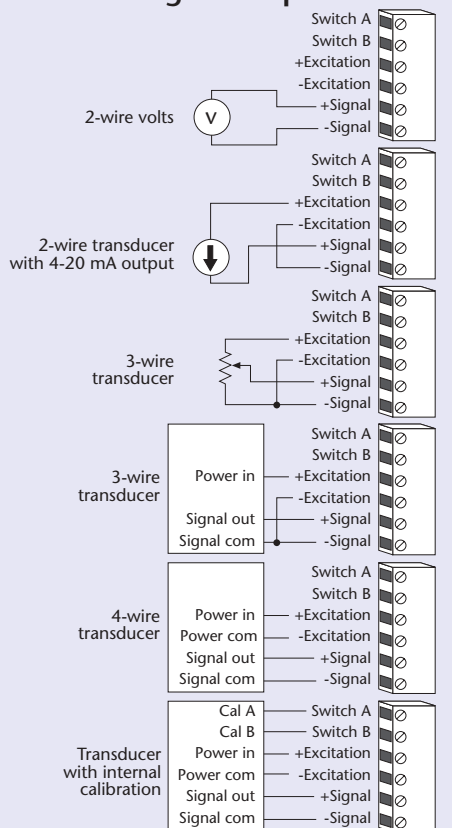 Switch A
Switch B
+Excitation
-Excitation
+Signal
-Signal
2-wire volts
V
Switch A
Switch B
+Excitation
-Excitation
+Signal
-Signal
2-wire transducer
with 4-20 mA output
Switch A
Switch B
+Excitation
-Excitation
+Signal
-Signal
3-wire
transducer
Switch A
Switch B
+Excitation
-Excitation
+Signal
-Signal
3-wire
transducer
Power in
Signal out
Signal com
Switch A
Switch B
+Excitation
-Excitation
+Signal
-Signal
4-wire
transducer
Power in
Power com
Signal out
Signal com
Switch A
Switch B
+Excitation
-Excitation
+Signal
-Signal
Transducer
with internal
calibration
Cal A
Cal B
Power in
Power com
Signal out
Signal com